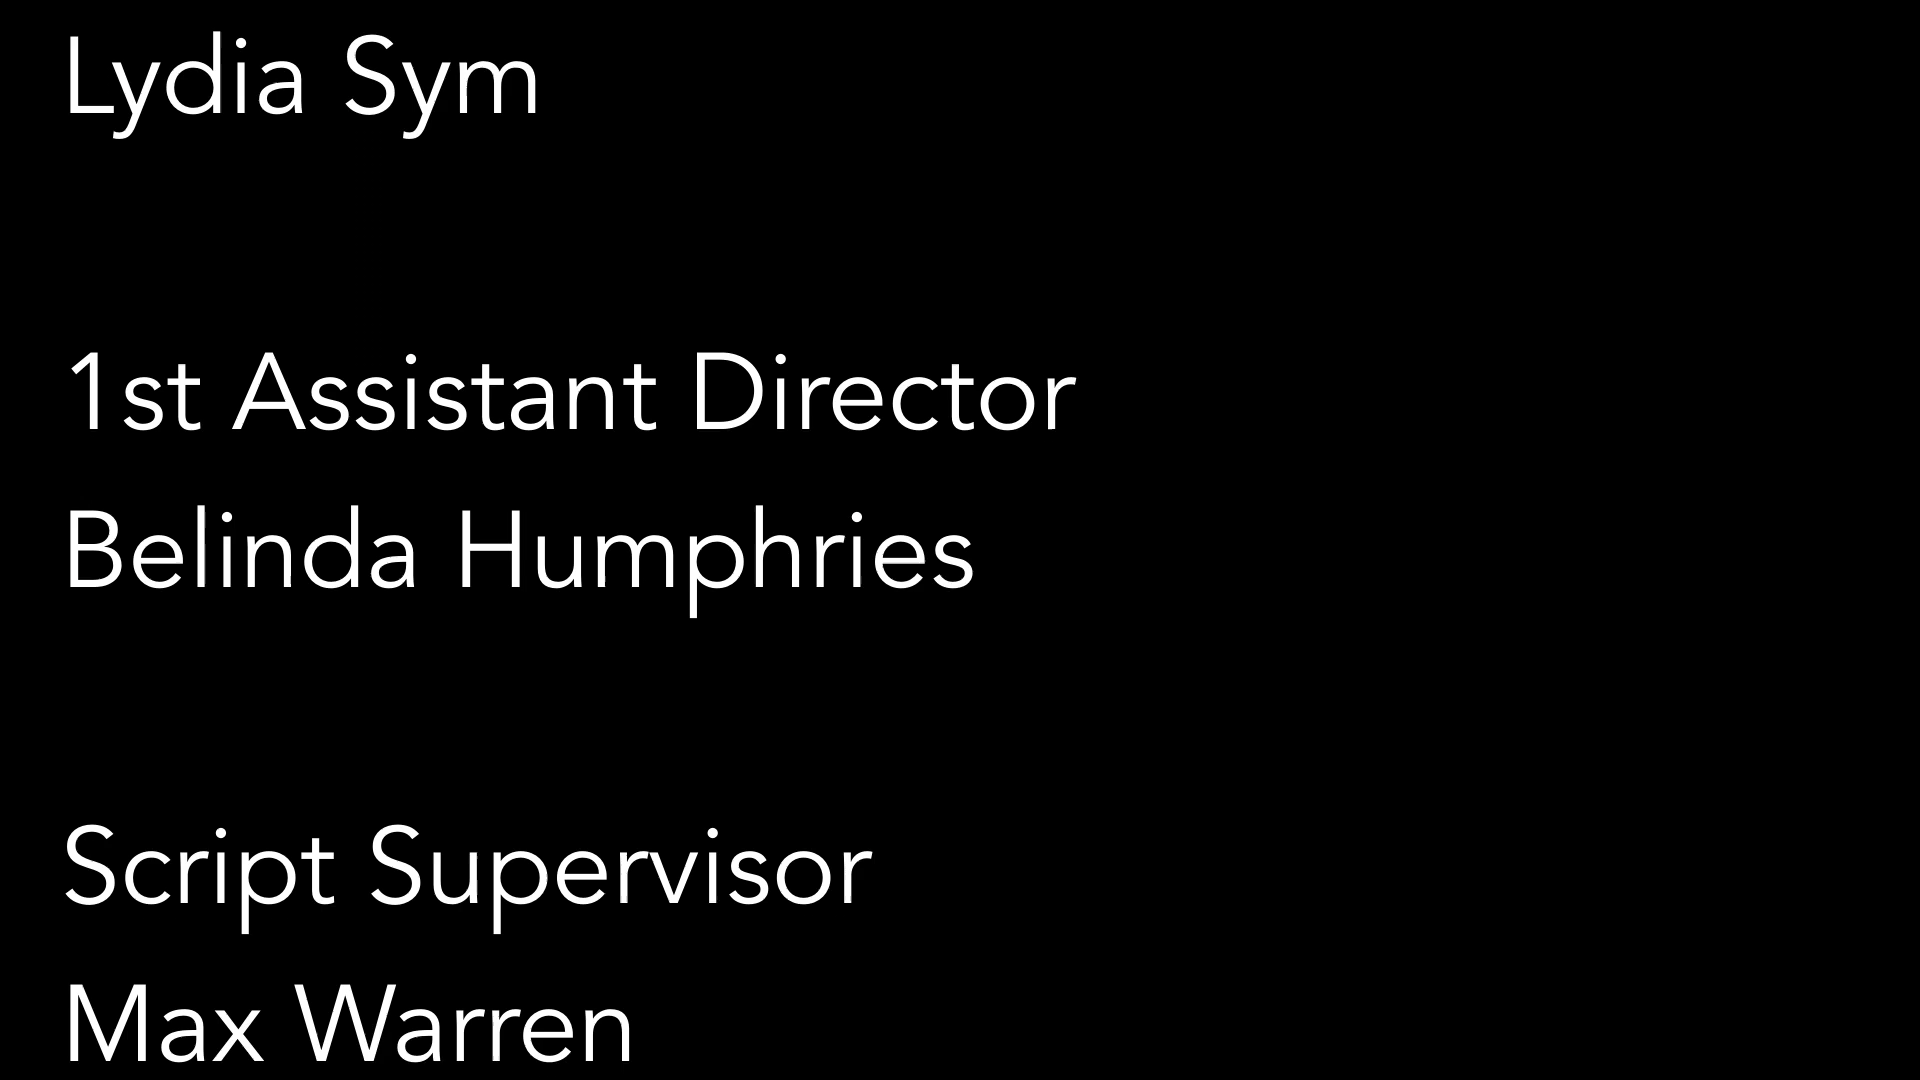 Lydia Sym
1st Assistant Director
Belinda Humphries
Script Supervisor
Max Warren